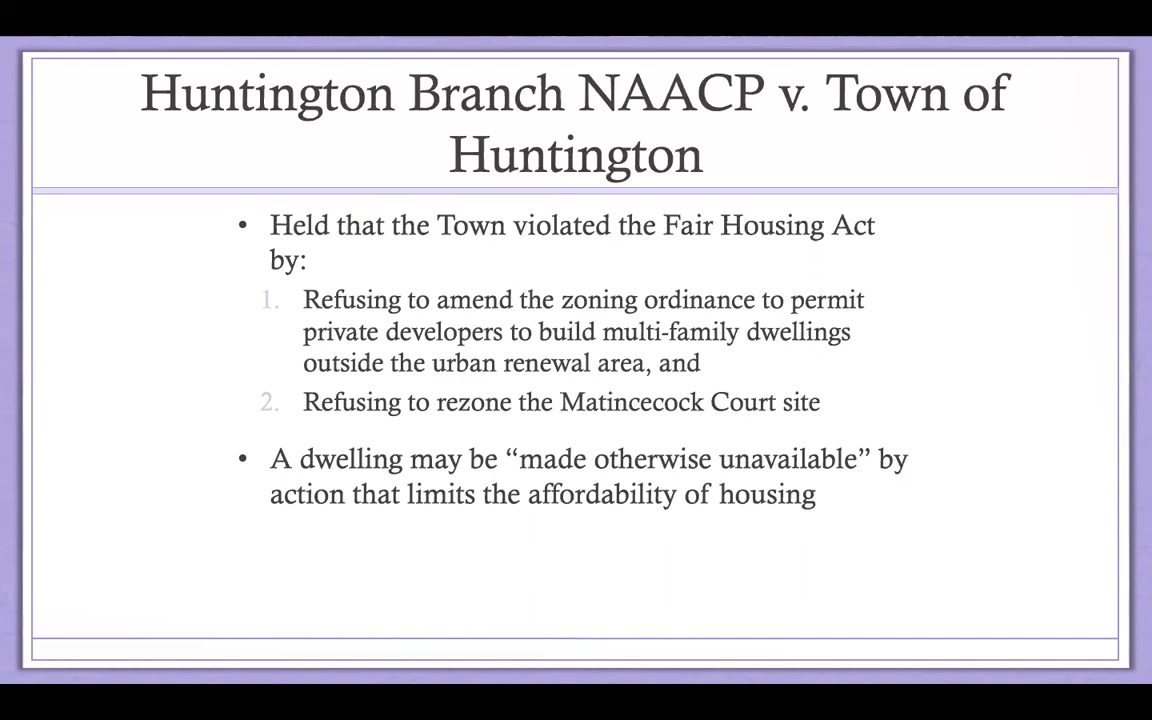 Huntington Branch NAACP v. Town of
Huntington
• Held that the Town violated the Fair Housing Act
by:
1. Refusing to amend the zoning ordinance to permit
private developers to build multi-family dwellings
outside the urban renewal area, and
2. Refusing to rezone the Matincecock Court site
• A dwelling may be “made otherwise unavailable” by
action that limits the affordability of housing